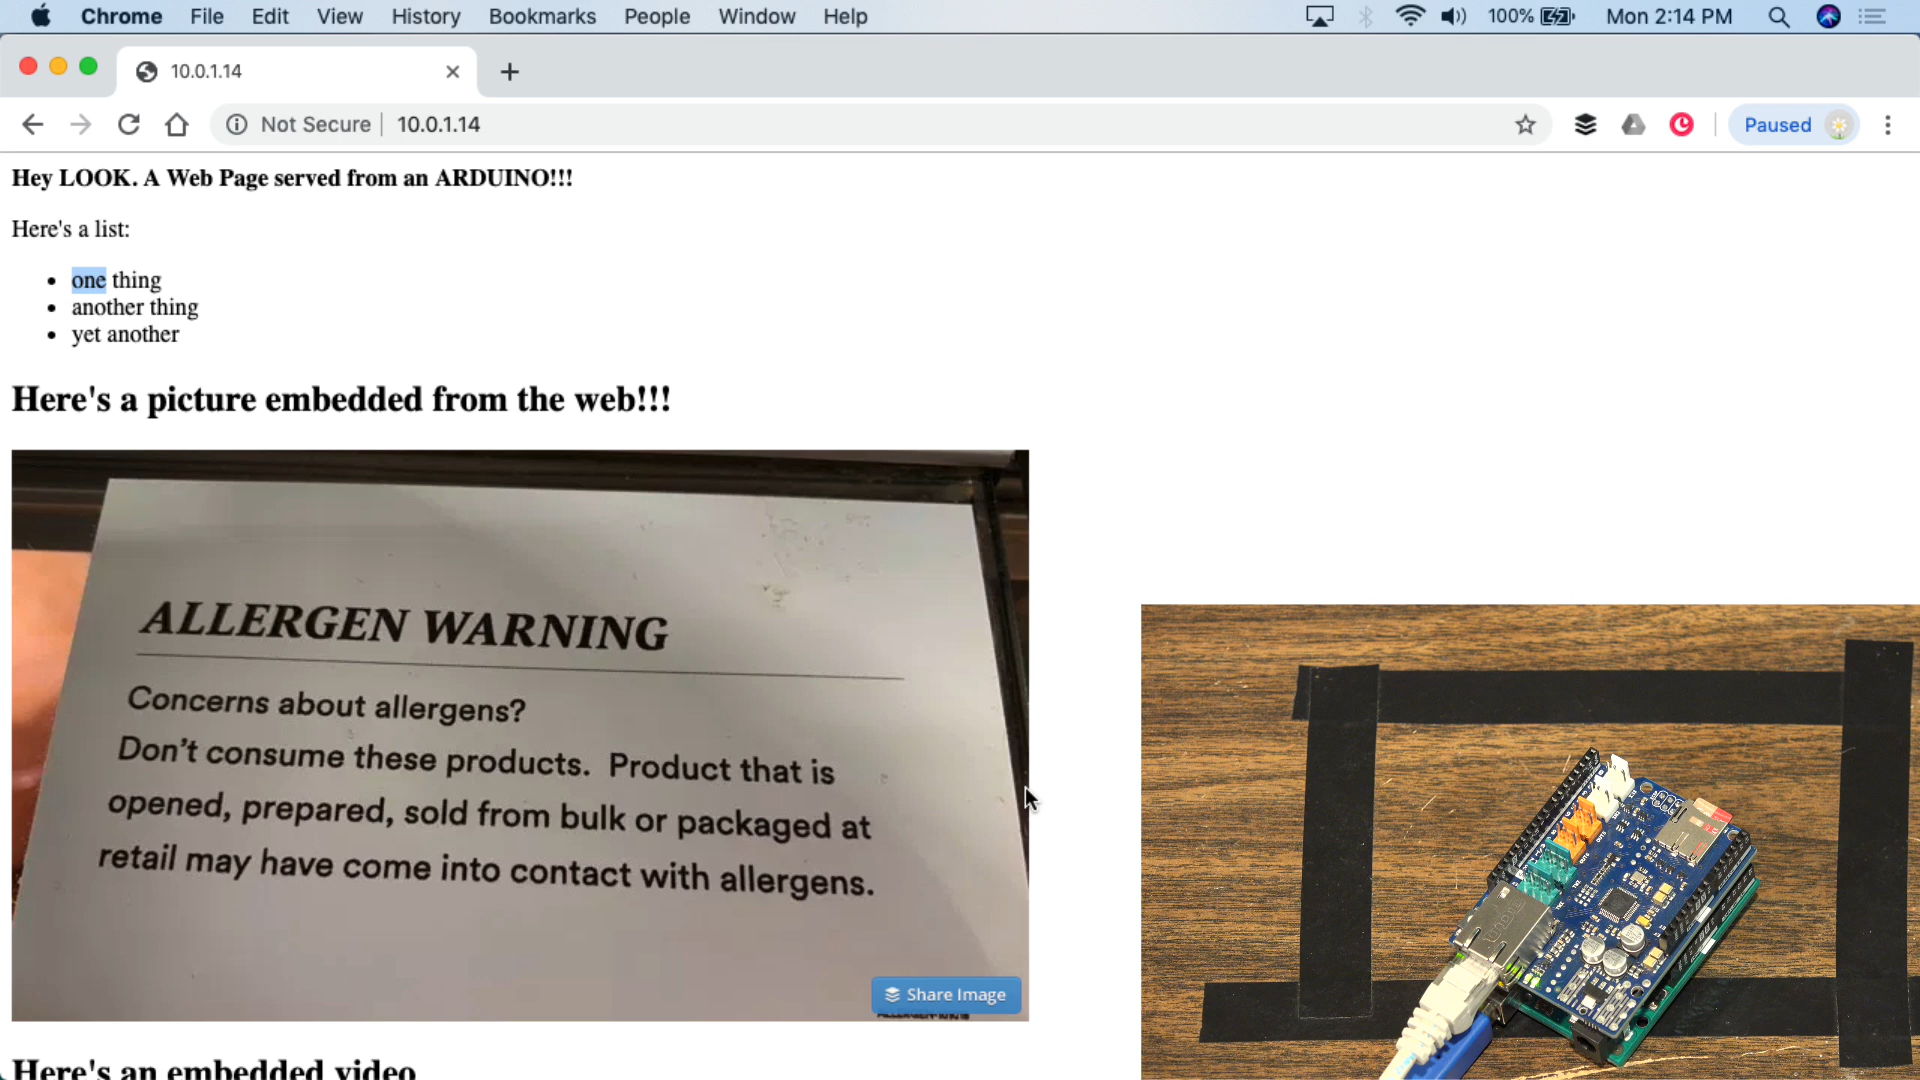 Chrome File Edit View History Bookmarks People Window Help 100% Mon 2:14 PM
10.0.1.14
Not Secure 10.0.1.14 Paused
Hey LOOK. A Web Page served from an ARDUINO!!!
Here's a list:
• one thing
• another thing
• yet another
Here's a picture embedded from the web!!!
ALLERGEN WARNING
Concerns about allergens?
Don't consume these products. Product that is
opened, prepared, sold from bulk or packaged at
retail may have come into contact with allergens.
Share Image
Here's an embedded video